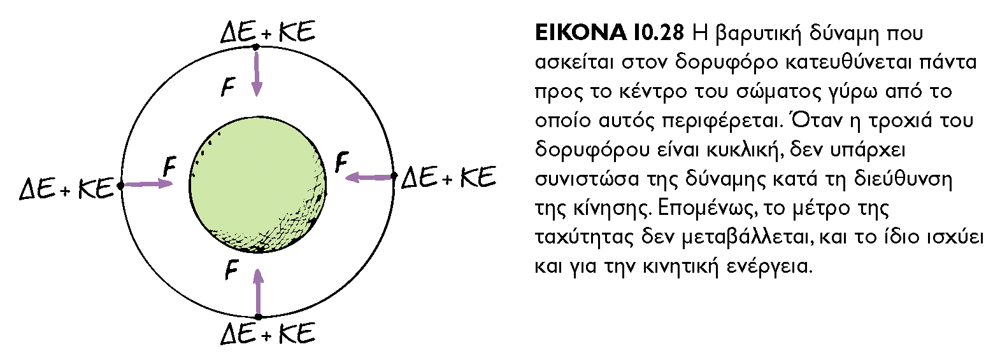 ΔΕ + ΚΕ
F
F
F
ΔΕ + ΚΕ
ΔΕ + ΚΕ
F
ΔΕ + ΚΕ
ΕΙΚΟΝΑ 10.28 Η βαρυτική δύναμη που
ασκείται στον δορυφόρο κατευθύνεται πάντα
προς το κέντρο του σώματος γύρω από το
οποίο αυτός περιφέρεται. Όταν η τροχιά του
δορυφόρου είναι κυκλική, δεν υπάρχει
συνιστώσα της δύναμης κατά τη διεύθυνση
της κίνησης. Επομένως, το μέτρο της
ταχύτητας δεν μεταβάλλεται, και το ίδιο ισχύει
και για την κινητική ενέργεια.